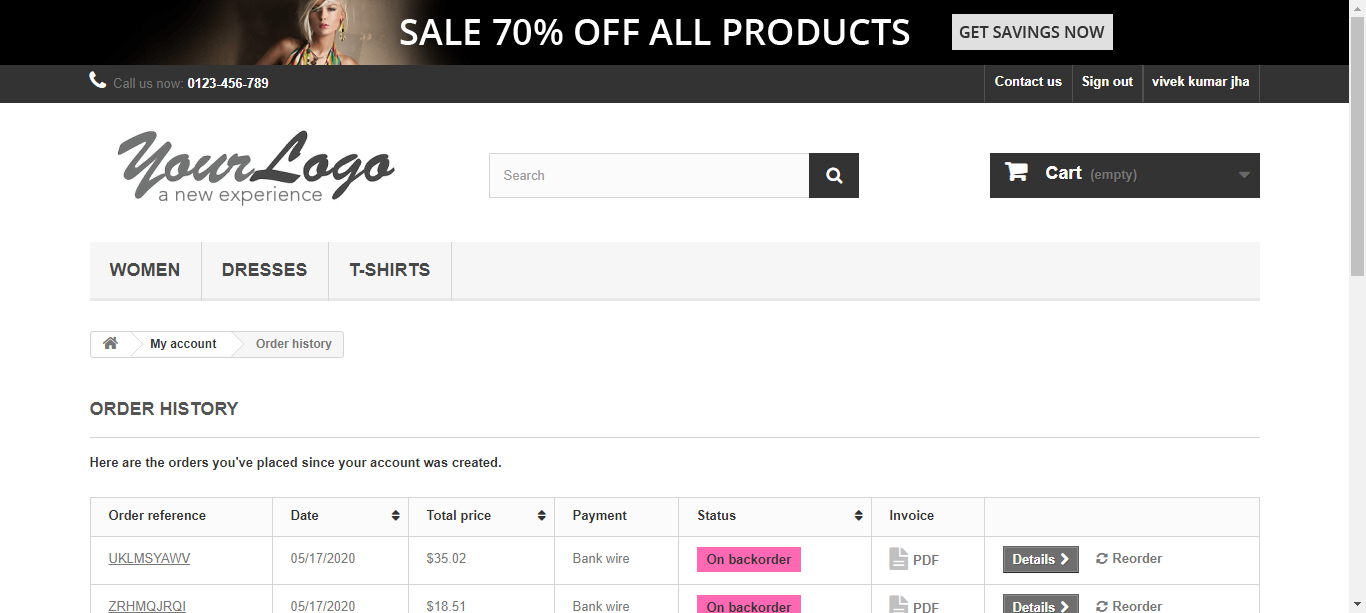 SALE 70% OFF ALL PRODUCTS GET SAVINGS NOW
Call us now: 0123-456-789 Contact us Sign out vivek kumar jha
Your Logo
a new experience
Search Cart (empty)
WOMEN DRESSES T-SHIRTS
My account Order history
ORDER HISTORY
Here are the orders you've placed since your account was created.
Order reference Date Total price Payment Status Invoice
UKLMSYAWV 05/17/2020 $35.02 Bank wire On backorder PDF Details Reorder
ZRHMQJRQI 05/17/2020 $18.51 Bank wire On backorder PDF Details Reorder